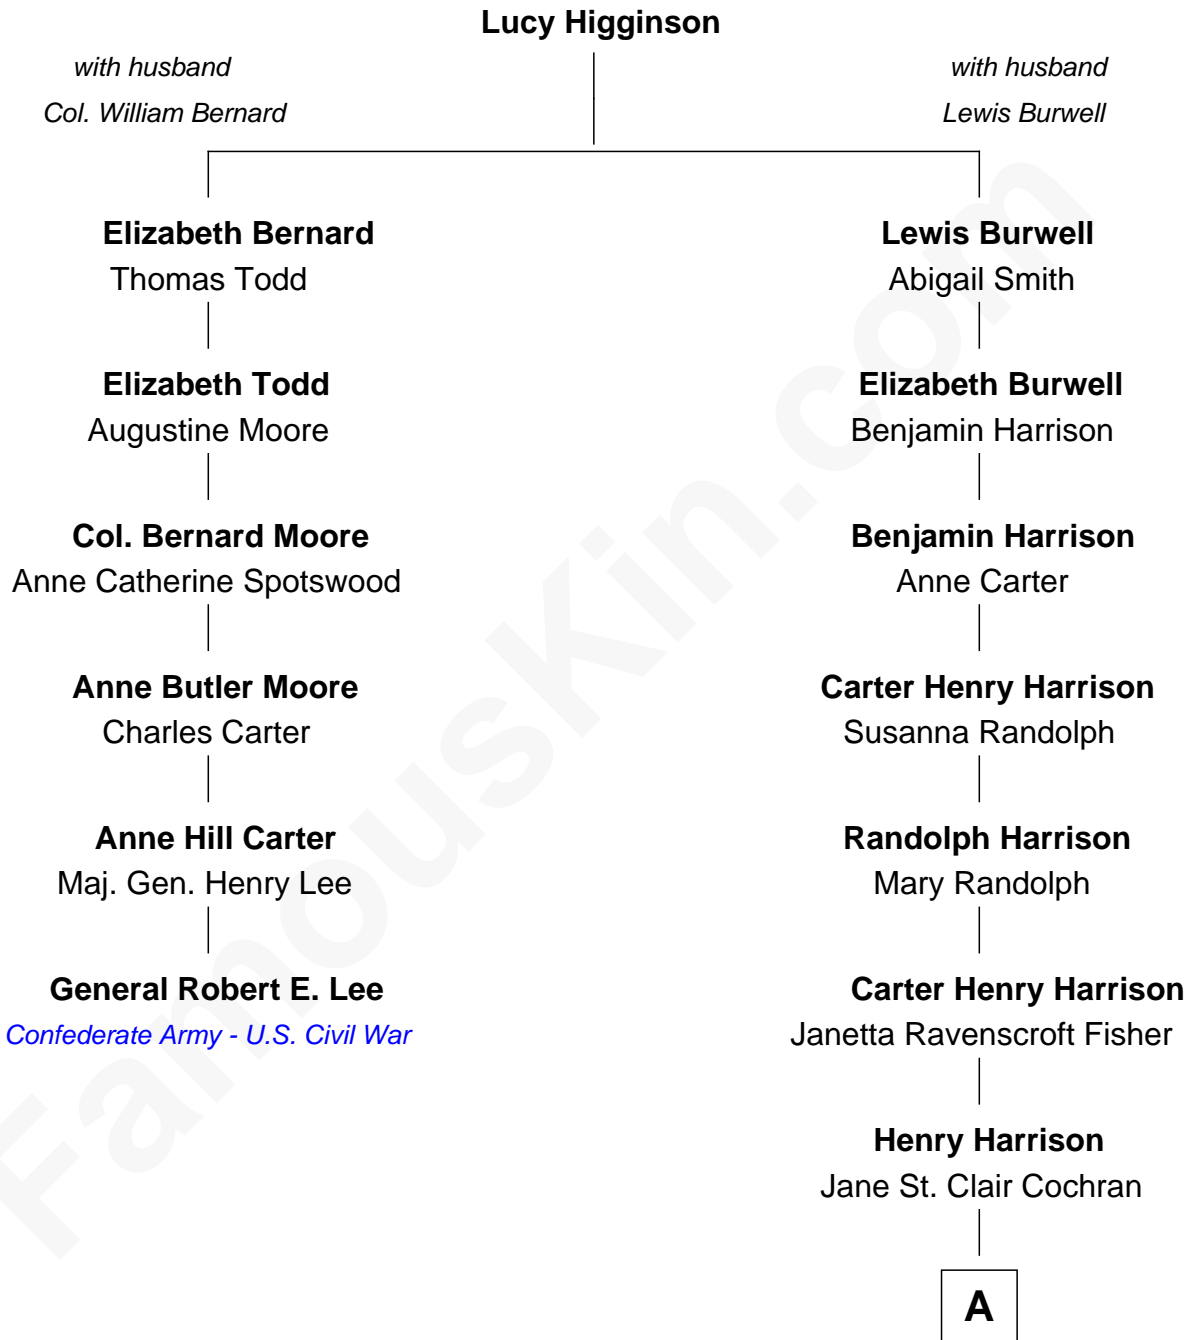 Lucy Higginson
with husband
Col. William Bernard
with husband
Lewis Burwell
Elizabeth Bernard
Thomas Todd
Lewis Burwell
Abigail Smith
Elizabeth Todd
Augustine Moore
Elizabeth Burwell
Benjamin Harrison
Col. Bernard Moore
Anne Catherine Spotswood
Benjamin Harrison
Anne Carter
Anne Butler Moore
Charles Carter
Carter Henry Harrison
Susanna Randolph
Anne Hill Carter
Maj. Gen. Henry Lee
Randolph Harrison
Mary Randolph
General Robert E. Lee
Confederate Army - U.S. Civil War
Carter Henry Harrison
Janetta Ravenscroft Fisher
Henry Harrison
Jane St. Clair Cochran
A
FamousKin.com